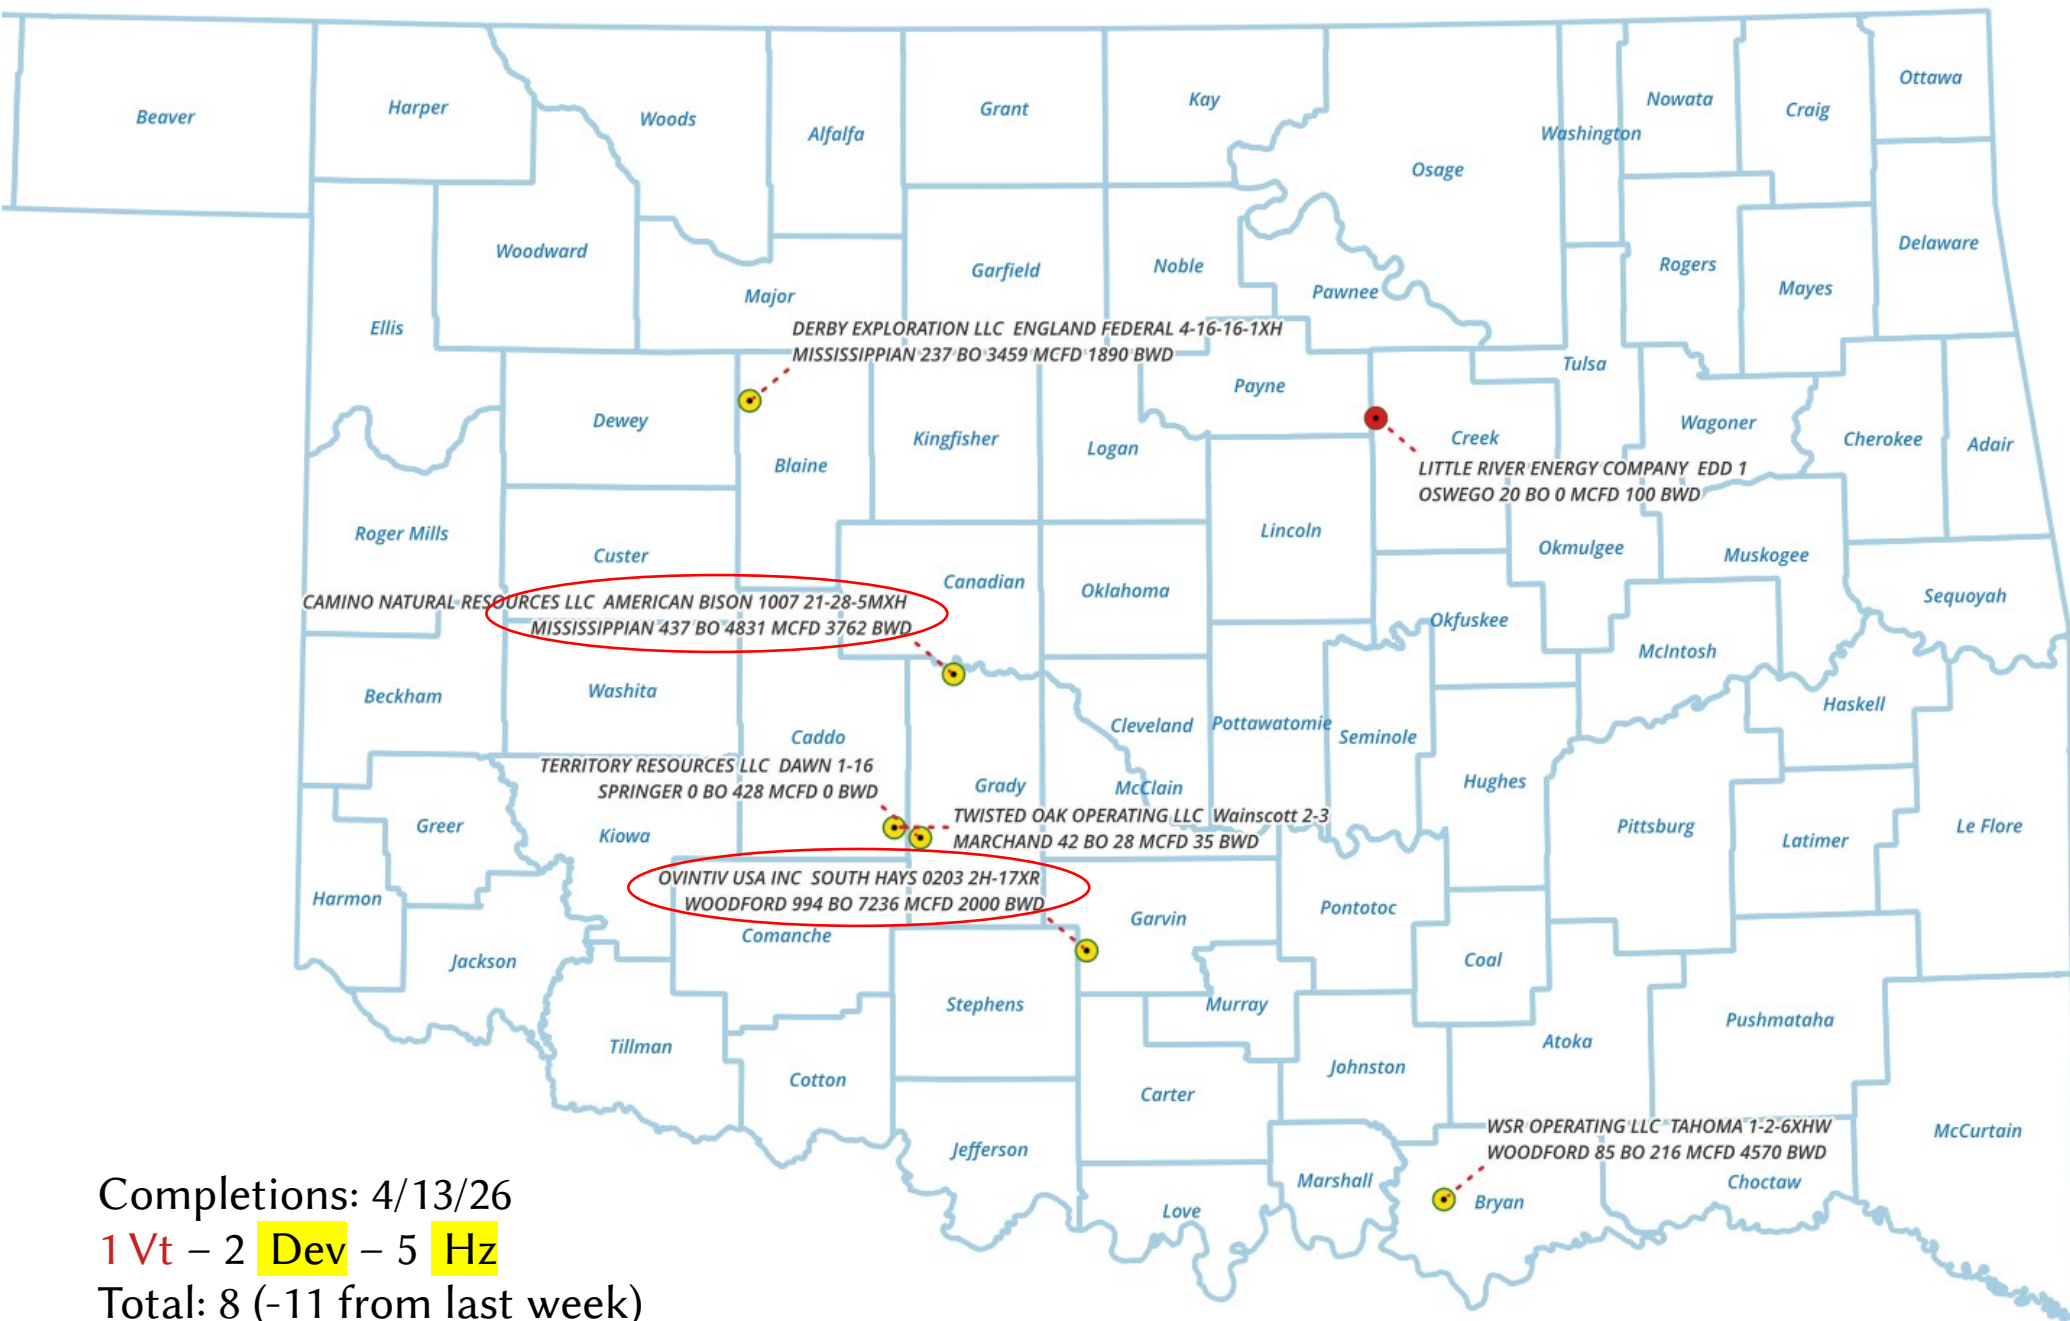 Beaver
Harper
Woods
Alfalfa
Grant
Kay
Osage
Washington
Nowata
Craig
Ottawa
Ellis
Woodward
Major
Garfield
Noble
Pawnee
Rogers
Mayes
Delaware
DERBY EXPLORATION LLC ENGLAND FEDERAL 4-16-16-1XH
MISSISSIPPIAN 237 BO 3459 MCFD 1890 BWD
Dewey
Blaine
Kingfisher
Logan
Payne
Creek
Tulsa
Wagoner
Cherokee
Adair
LITTLE RIVER ENERGY COMPANY EDD 1
OSWEGO 20 BO 0 MCFD 100 BWD
Roger Mills
Custer
Canadian
Oklahoma
Lincoln
Okmulgee
Muskogee
Sequoyah
CAMINO NATURAL RESOURCES LLC AMERICAN BISON 1007 21-28-5MXH
MISSISSIPPIAN 437 BO 4831 MCFD 3762 BWD
Okfuskee
McIntosh
Beckham
Washita
Caddo
Grady
Cleveland
McClain
Pottawatomie
Seminole
Hughes
Haskell
TERRITORY RESOURCES LLC DAWN 1-16
SPRINGER 0 BO 428 MCFD 0 BWD
TWISTED OAK OPERATING LLC Wainscott 2-3
MARCHAND 42 BO 28 MCFD 35 BWD
Greer
Kiowa
Pittsburg
Latimer
Le Flore
OVINTIV USA INC SOUTH HAYS 0203 2H-17XR
WOODFORD 994 BO 7236 MCFD 2000 BWD
Harmon
Jackson
Comanche
Garvin
Pontotoc
Coal
Stephens
Murray
Tillman
Cotton
Carter
Johnston
Atoka
Pushmataha
Jefferson
Love
Marshall
WSR OPERATING LLC TAHOMA 1-2-6XHW
WOODFORD 85 BO 216 MCFD 4570 BWD
Bryan
Choctaw
McCurtain
Completions: 4/13/26
1 Vt – 2 Dev – 5 Hz
Total: 8 (-11 from last week)